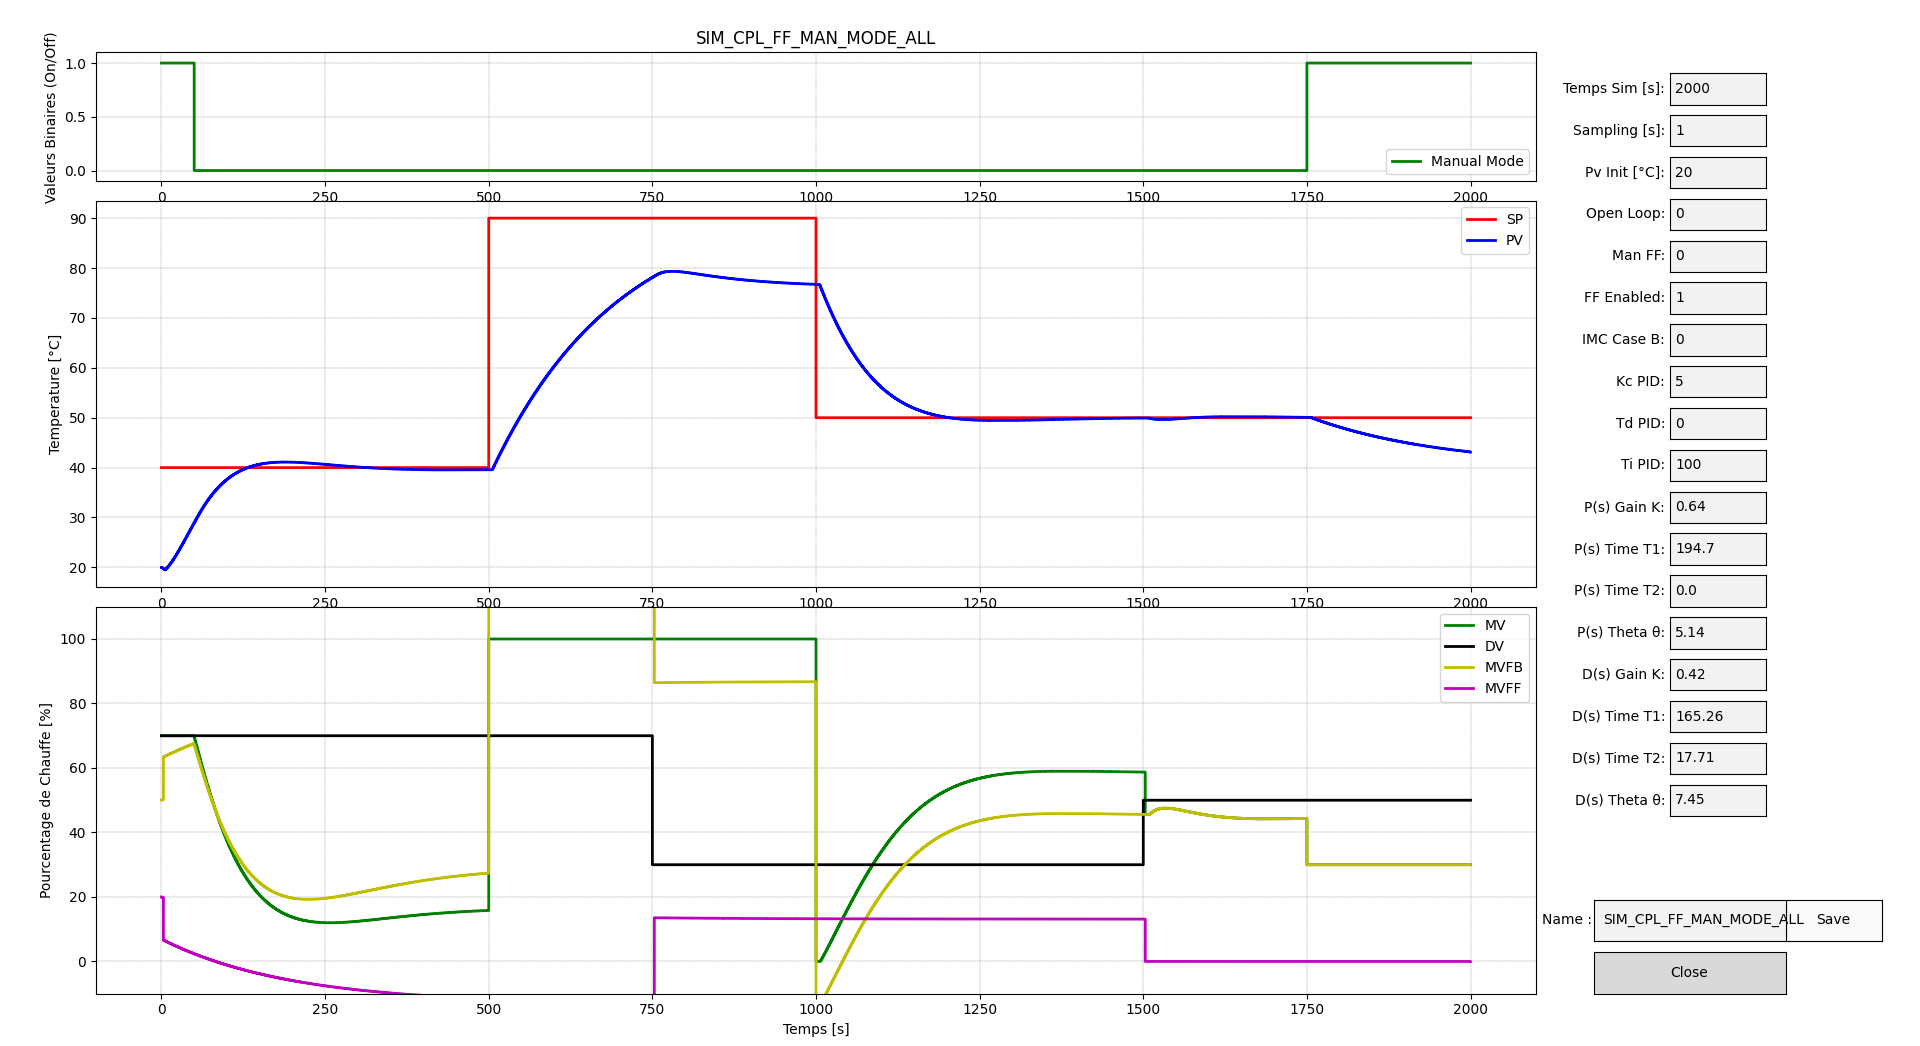 SIM_CPL_FF_MAN_MODE_ALL
Valeurs Binaires (On/Off)
1.0
0.5
0.0
Manual Mode
0 250 500 750 1000 1250 1500 1750 2000
Temperature [°C]
90
80
70
60
50
40
30
20
SP
PV
0 250 500 750 1000 1250 1500 1750 2000
Pourcentage de Chauffe [%]
100
80
60
40
20
0
MV
DV
MVFB
MVFF
0 250 500 750 1000 1250 1500 1750 2000
Temps [s]
Temps Sim [s]: 2000
Sampling [s]: 1
Pv Init [°C]: 20
Open Loop: 0
Man FF: 0
FF Enabled: 1
IMC Case B: 0
Kc PID: 5
Td PID: 0
Ti PID: 100
P(s) Gain K: 0.64
P(s) Time T1: 194.7
P(s) Time T2: 0.0
P(s) Theta θ: 5.14
D(s) Gain K: 0.42
D(s) Time T1: 165.26
D(s) Time T2: 17.71
D(s) Theta θ: 7.45
Name : SIM_CPL_FF_MAN_MODE_ALL Save
Close